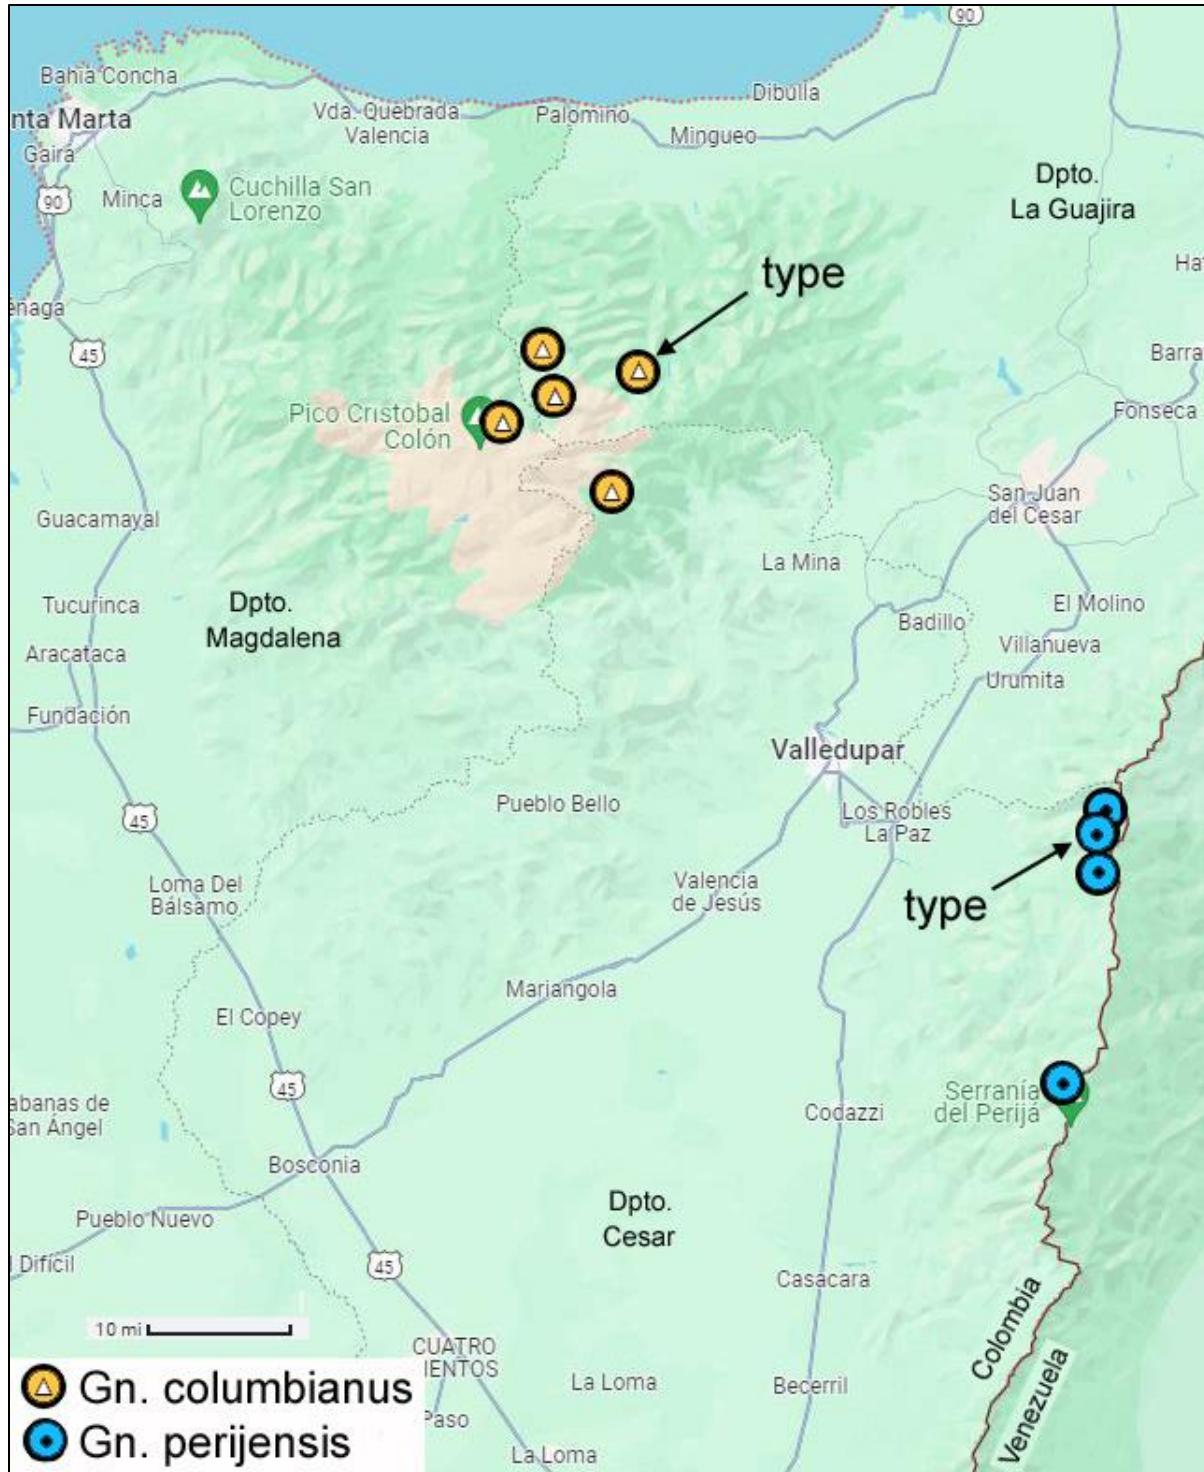 90
Bahia Concha
nta Marta
Vda. Quebrada
Valencia
Palomino
Dibulla
Mingueo
Gaira
90
Minca
Cuchilla San
Lorenzo
Dpto.
La Guajira
type
Ha
énaga
45
Barra
Pico Cristobal
Colón
Fonseca
San Juan
del Cesar
Guacamayal
La Mina
Tucurinca
Dpto.
Magdalena
El Molino
Badillo
Villanueva
Aracataca
Urumita
Fundación
Valledupar
Pueblo Bello
Los Robles
La Paz
45
Loma Del
Bálsamo
Valencia
de Jesús
type
Mariangola
El Copey
45
abanas de
San Ángel
Serranía
del Perijá
Codazzi
Bosconia
Pueblo Nuevo
Dpto.
Cesar
l Difícil
45
Casacara
Colombia
Venezuela
10 mi
CUATRO
IENTOS
La Loma
Becerril
Paso
La Loma
Gn. columbianus
Gn. perijensis